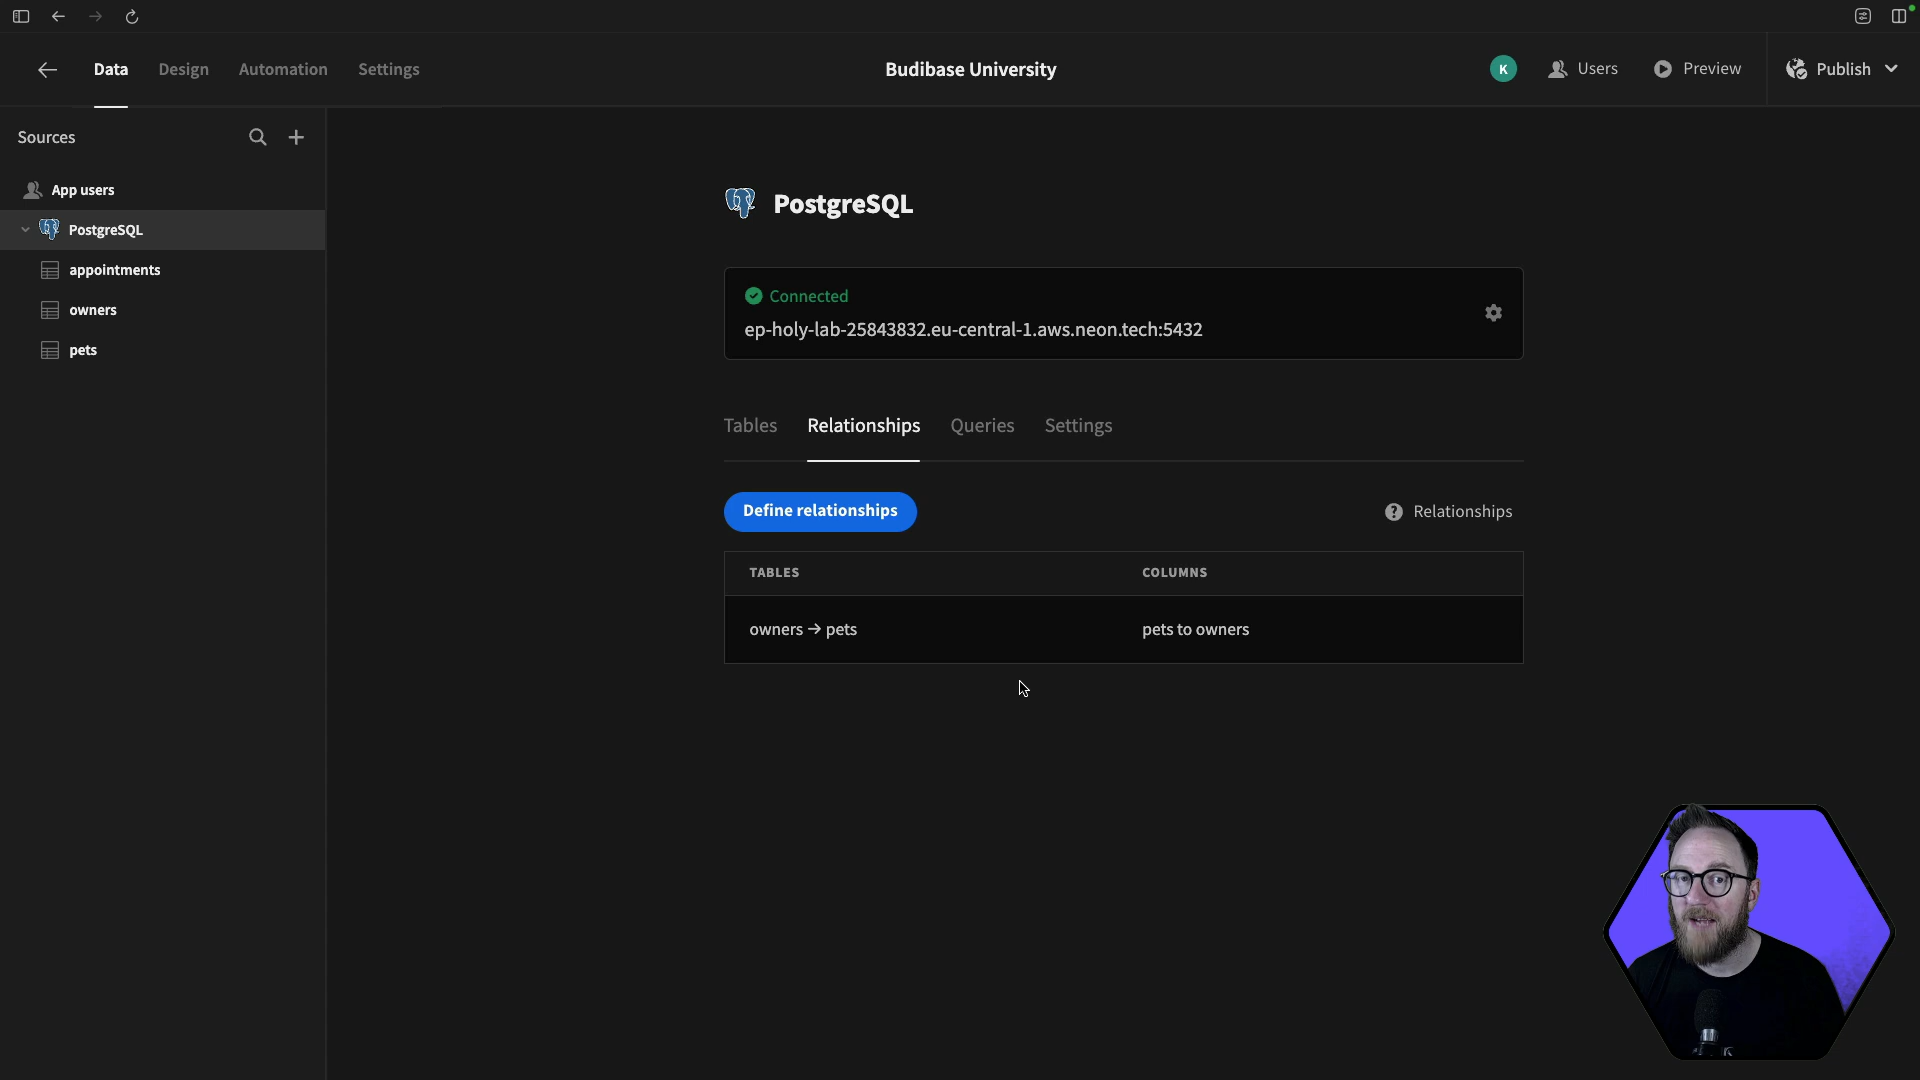 Data Design Automation Settings
Budibase University
K Users Preview Publish
Sources
App users
PostgreSQL
appointments
owners
pets
PostgreSQL
Connected
ep-holy-lab-25843832.eu-central-1.aws.neon.tech:5432
Tables Relationships Queries Settings
Define relationships
? Relationships
TABLES COLUMNS
owners → pets pets to owners